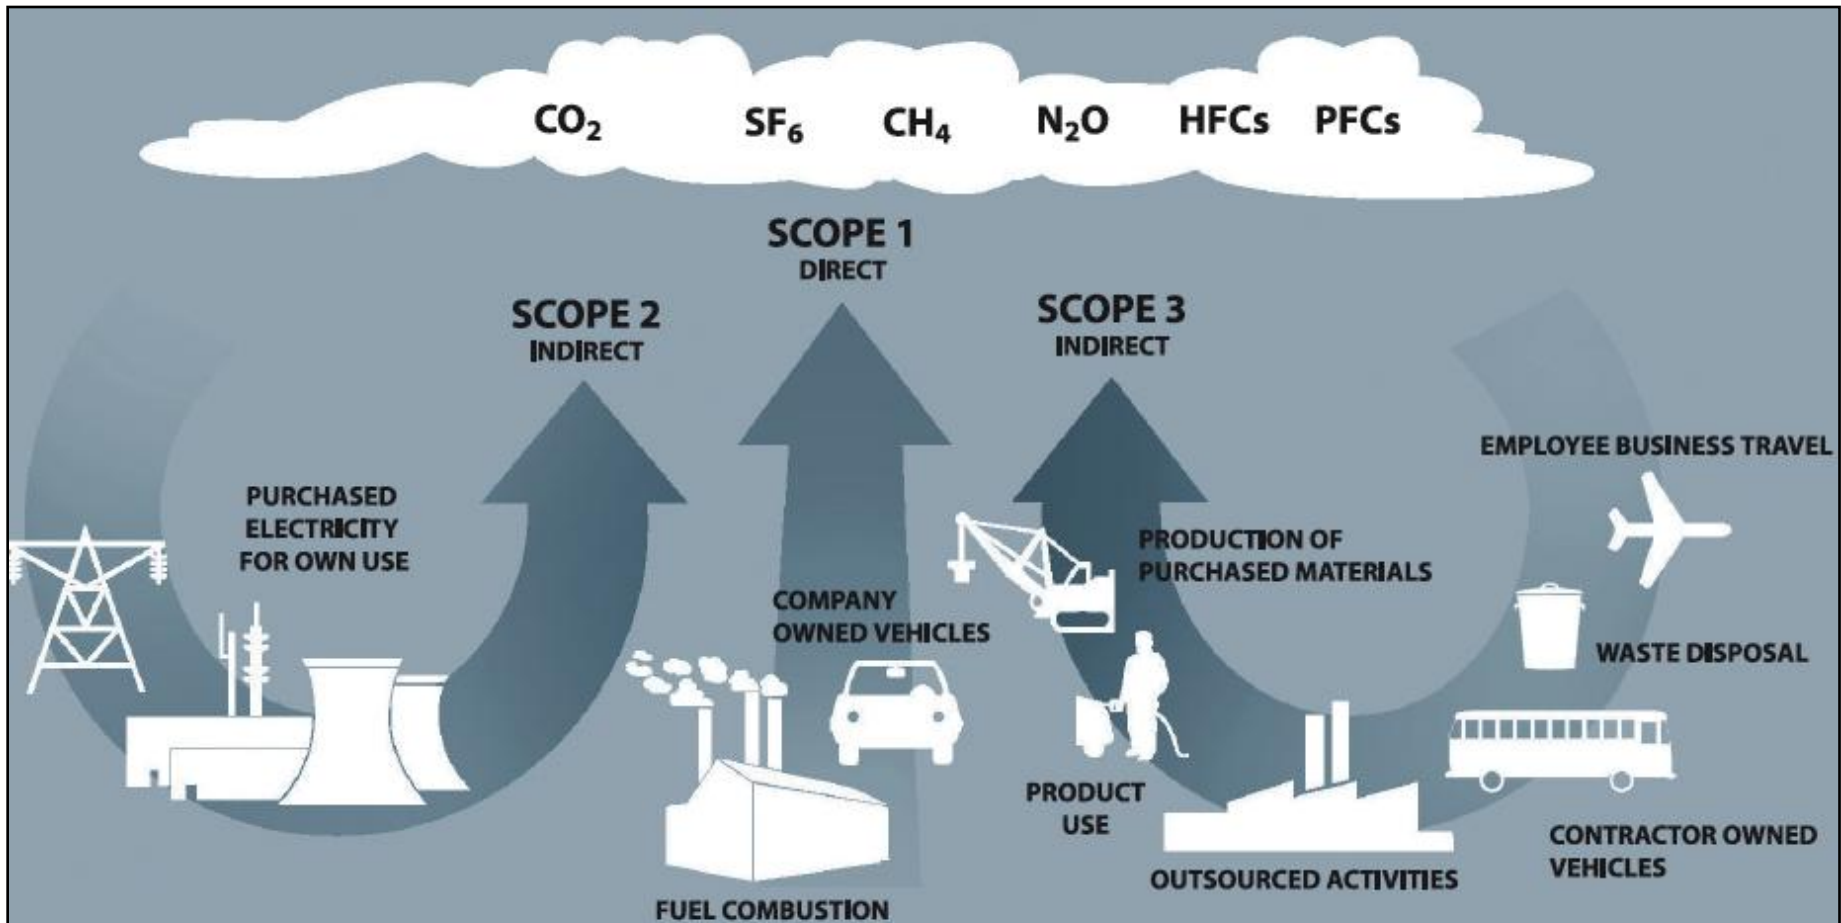 CO₂ SF₆ CH₄ N₂O HFCs PFCs
SCOPE 1
DIRECT
SCOPE 2
INDIRECT
SCOPE 3
INDIRECT
PURCHASED
ELECTRICITY
FOR OWN USE
COMPANY
OWNED VEHICLES
FUEL COMBUSTION
PRODUCTION OF
PURCHASED MATERIALS
PRODUCT
USE
OUTSOURCED ACTIVITIES
EMPLOYEE BUSINESS TRAVEL
WASTE DISPOSAL
CONTRACTOR OWNED
VEHICLES